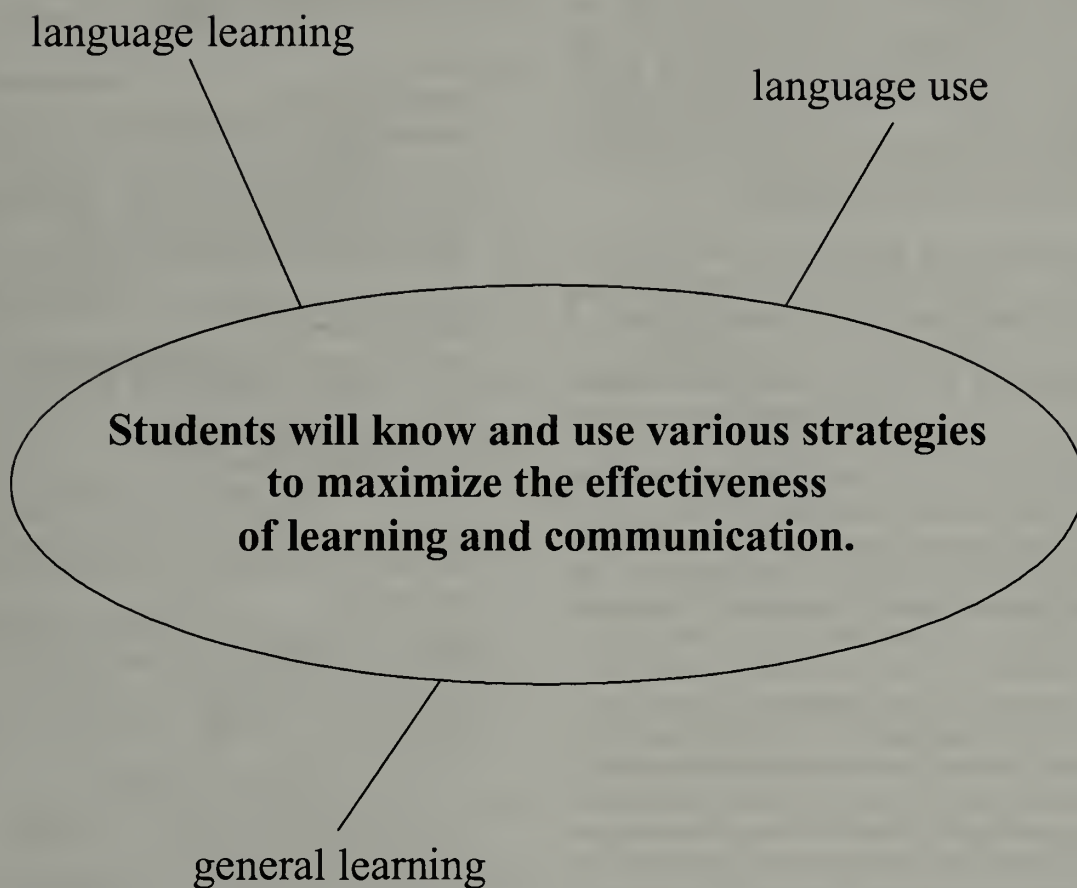 language learning
language use
Students will know and use various strategies
to maximize the effectiveness
of learning and communication.
general learning